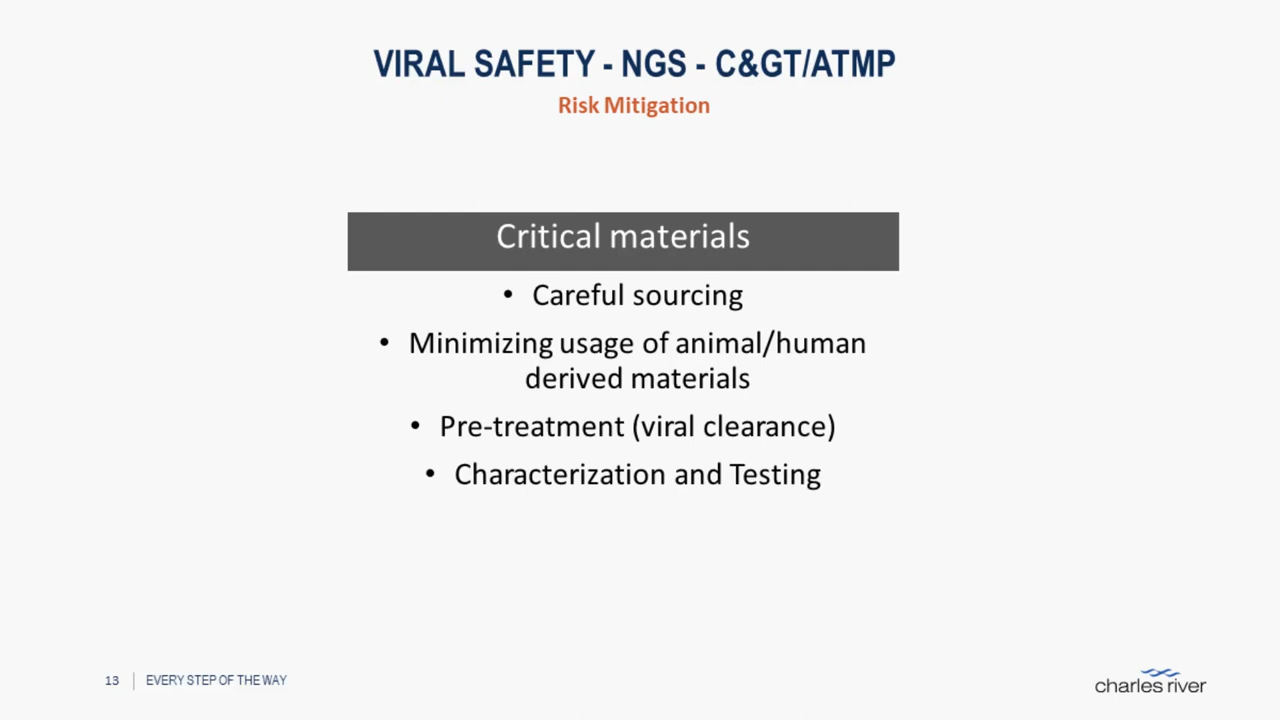 VIRAL SAFETY - NGS - C&GT/ATMP
Risk Mitigation
Critical materials
• Careful sourcing
• Minimizing usage of animal/human
derived materials
• Pre-treatment (viral clearance)
• Characterization and Testing
13 | EVERY STEP OF THE WAY
charles river